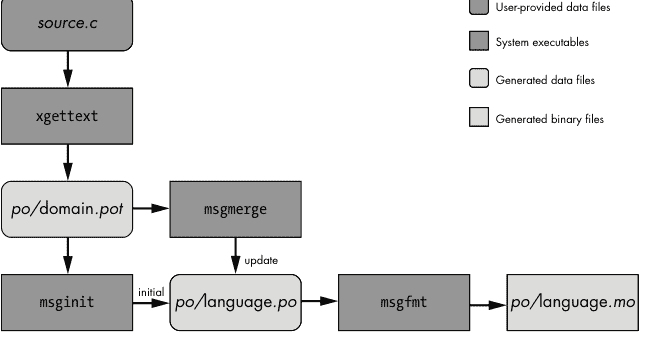 source.c
User-provided data files
System executables
Generated data files
Generated binary files
xgettext
po/domain.pot
msgmerge
update
msginit
initial
po/language.po
msgfmt
po/language.mo